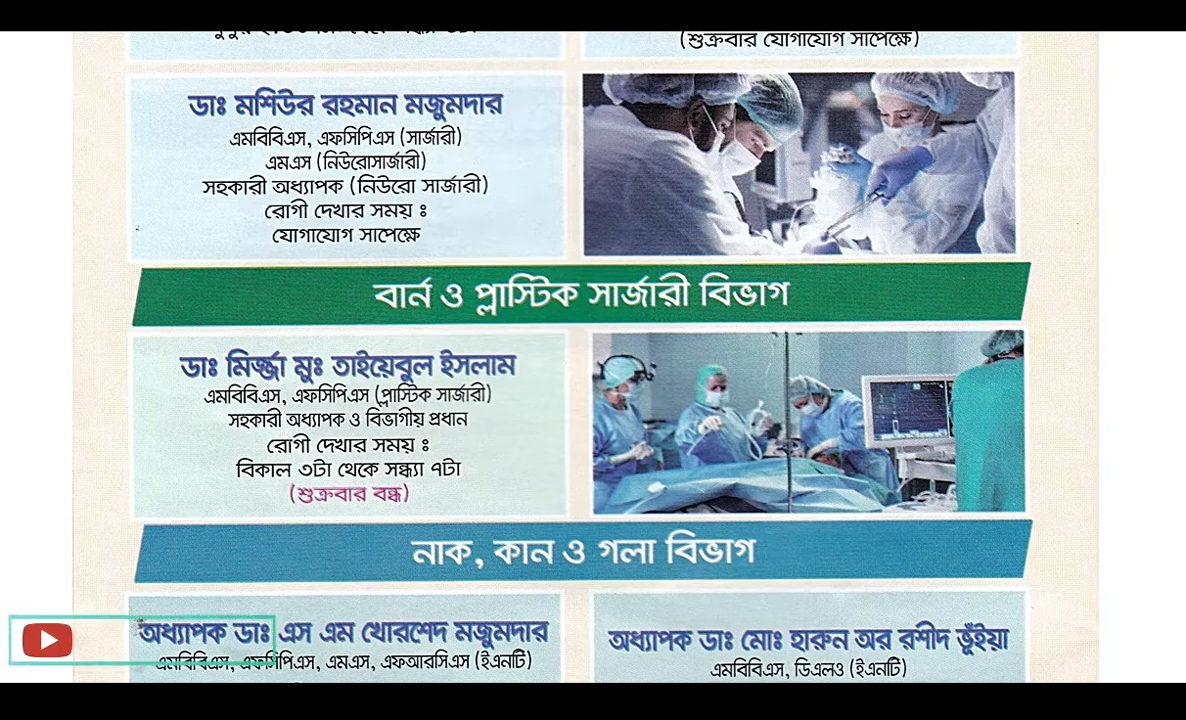 (শুক্রবার যোগাযোগ সাপেক্ষে)
ডাঃ মশিউর রহমান মজুমদার
এমবিবিএস, এফসিপিএস (সার্জারী)
এমএস (নিউরোসার্জারী)
সহকারী অধ্যাপক (নিউরো সার্জারী)
রোগী দেখার সময় ঃ
যোগাযোগ সাপেক্ষে
বার্ন ও প্লাস্টিক সার্জারী বিভাগ
ডাঃ মির্জ্জা মুঃ তাইয়েবুল ইসলাম
এমবিবিএস, এফসিপিএস (প্লাস্টিক সার্জারী)
সহকারী অধ্যাপক ও বিভাগীয় প্রধান
রোগী দেখার সময় ঃ
বিকাল ৩টা থেকে সন্ধ্যা ৭টা
(শুক্রবার বন্ধ)
নাক, কান ও গলা বিভাগ
অধ্যাপক ডাঃ এস এম খোরশেদ মজুমদার
এমবিবিএস, এফসিপিএস, এমএস, এফআরসিএস (ইএনটি)
অধ্যাপক ডাঃ মোঃ হারুন অর রশীদ ভূঁইয়া
এমবিবিএস, ডিএলও (ইএনটি)